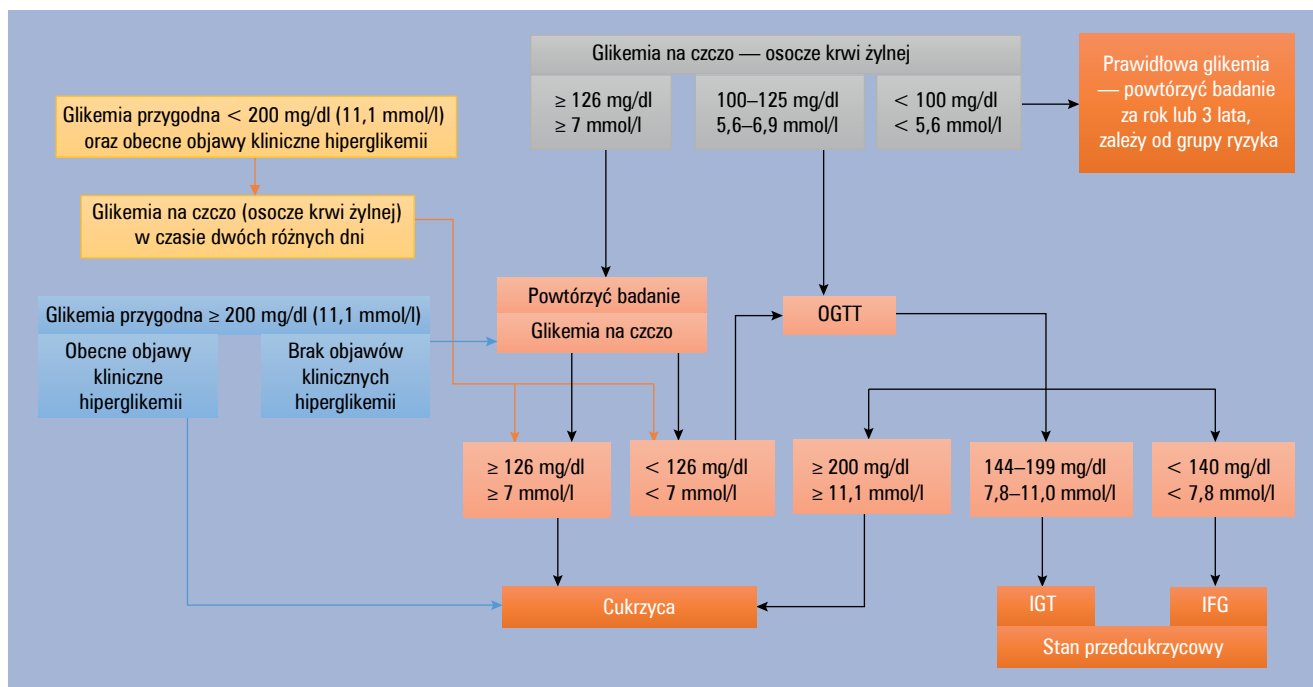 Glikemia na czczo — osocze krwi żylnej
≥ 126 mg/dl
≥ 7 mmol/l
100–125 mg/dl
5,6–6,9 mmol/l
< 100 mg/dl
< 5,6 mmol/l
Prawidłowa glikemia
— powtórzyć badanie
za rok lub 3 lata,
zależy od grupy ryzyka
Glikemia przygodna < 200 mg/dl (11,1 mmol/l)
oraz obecne objawy kliniczne hiperglikemii
Glikemia na czczo (osocze krwi żylnej)
w czasie dwóch różnych dni
Glikemia przygodna ≥ 200 mg/dl (11,1 mmol/l)
Obecne objawy
kliniczne
hiperglikemii
Brak objawów
klinicznych
hiperglikemii
Powtórzyć badanie
Glikemia na czczo
OGTT
≥ 126 mg/dl
≥ 7 mmol/l
< 126 mg/dl
< 7 mmol/l
≥ 200 mg/dl
≥ 11,1 mmol/l
144–199 mg/dl
7,8–11,0 mmol/l
< 140 mg/dl
< 7,8 mmol/l
Cukrzyca
IGT
IFG
Stan przedcukrzycowy